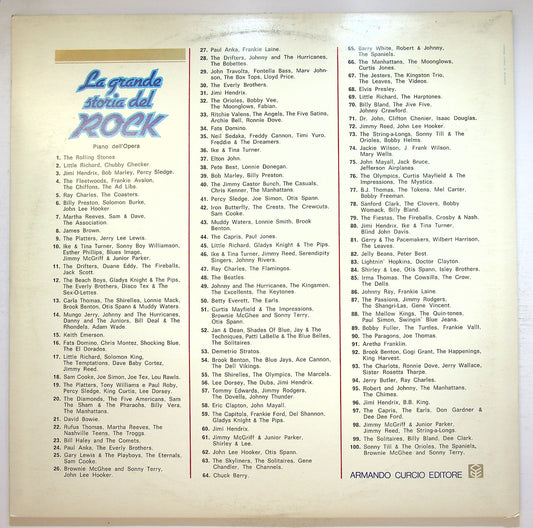 La grande
storia del
ROCK
Piano dell'Opera
1. The Rolling Stones
2. Little Richard, Chubby Checker.
3. Jimi Hendrix, Bob Marley, Percy Sledge.
4. The Fleetwoods, Frankie Avalon,
The Chiffons, The Ad Libs.
5. Ray Charles, The Coasters.
6. Billy Preston, Solomon Burke,
John Lee Hooker.
7. Martha Reeves, Sam & Dave,
The Association.
8. James Brown.
9. The Platters, Jerry Lee Lewis.
10. Ike & Tina Turner, Sonny Boy Williamson,
Esther Phillips, Blues Image,
Jimmy McGriff & Junior Parker.
11. The Drifters, Duane Eddy, The Fireballs,
Jack Scott.
12. The Beach Boys, Gladys Knight & The Pips,
The Everly Brothers, Disco Tex & The
Sex-O-Lettes.
13. Carla Thomas, The Shirelles, Lonnie Mack,
Brook Benton, Otis Spann & Muddy Waters.
14. Mungo Jerry, Johnny and the Hurricanes,
Danny and the Juniors, Bill Deal & The
Rhondels, Adam Wade.
15. Keith Emerson.
16. Fats Domino, Chris Montez, Shocking Blue,
The El Dorados.
17. Little Richard, Solomon King,
The Temptations, Dave Baby Cortez,
Jimmy Reed.
18. Sam Cooke, Joe Simon, Joe Tex, Lou Rawls.
19. The Platters, Tony Williams e Paul Roby,
Percy Sledge, King Curtis, Lee Dorsey.
20. The Diamonds, The Five Americans, Sam
The Sham & The Pharaohs, Billy Vera,
The Manhattans.
21. David Bowie.
22. Rufus Thomas, Martha Reeves, The
Nashville Teens, The Troggs.
23. Bill Haley and The Comets.
24. Paul Anka, The Everly Brothers.
25. Gary Lewis & The Playboys, The Eternals,
Sam Cooke.
26. Brownie McGhee and Sonny Terry,
John Lee Hooker.
27. Paul Anka, Frankie Laine.
28. The Drifters, Johnny and The Hurricanes,
The Bobettes.
29. John Travolta, Fontella Bass, Marv John-
son, The Box Tops, Lloyd Price.
30. The Everly Brothers.
31. Jimi Hendrix.
32. The Orioles, Bobby Vee,
The Moonglows, Fabian.
33. Ritchie Valens, The Angels, The Five Satins,
Archie Bell, Ronnie Dove.
34. Fats Domino.
35. Neil Sedaka, Freddy Cannon, Timi Yuro,
Freddie & The Dreamers.
36. Ike & Tina Turner.
37. Elton John.
38. Pete Best, Lonnie Donegan.
39. Bob Marley, Billy Preston.
40. The Jimmy Castor Bunch, The Casuals,
Chris Kenner, The Manhattans.
41. Percy Sledge, Joe Simon, Otis Spann.
42. Iron Butterfly, The Crests, The Crewcuts,
Sam Cooke.
43. Muddy Waters, Lonnie Smith, Brook
Benton.
44. The Capris, Paul Jones.
45. Little Richard, Gladys Knight & The Pips.
46. Ike & Tina Turner, Jimmy Reed, Serendipity
Singers, Johnny Rivers.
47. Ray Charles, The Flamingos.
48. The Beatles.
49. Johnny and the Hurricanes, The Kingsmen,
The Excellents, The Keytones.
50. Betty Everett, The Earls.
51. Curtis Mayfield & The Impressions,
Brownie McGhee and Sonny Terry,
Otis Spann.
52. Jan & Dean, Shades Of Blue, Jay & The
Techniques, Patti LaBelle & The Blue Belles,
The Solitaires.
53. Demetrio Stratos.
54. Brook Benton, The Blue Jays, Ace Cannon,
The Dell Vikings.
55. The Shirelles, The Olympics, The Marcels.
56. Lee Dorsey, The Dubs, Jimi Hendrix.
57. Tommy Edwards, Jimmy Rodgers,
The Dovells, Johnny Thunder.
58. Eric Clapton, John Mayall.
59. The Capitols, Frankie Ford, Del Shannon,
Gladys Knight & The Pips.
60. Jimi Hendrix.
61. Jimmy McGriff & Junior Parker,
Shirley & Lee.
62. John Lee Hooker, Otis Spann.
63. The Skyliners, The Solitaires, Gene
Chandler, The Channels.
64. Chuck Berry.
65. Barry White, Robert & Johnny,
The Spaniels.
66. The Manhattans, The Moonglows,
Curtis Jones.
67. The Jesters, The Kingston Trio,
The Leaves, The Videos.
68. Elvis Presley.
69. Little Richard, The Harptones.
70. Billy Bland, The Jive Five,
Johnny Crawford.
71. Dr. John, Clifton Chenier, Isaac Douglas.
72. Jimmy Reed, John Lee Hooker.
73. The String-a-Longs, Sonny Till & The
Orioles, Bobby Helms.
74. Jackie Wilson, J. Frank Wilson,
Mary Wells.
75. John Mayall, Jack Bruce,
Jefferson Airplanes.
76. The Olympics, Curtis Mayfield & The
Impressions, The Mystics.
77. B.J. Thomas, The Tokens, Mel Carter,
Bobby Freeman.
78. Sanford Clark, The Clovers, Bobby
Womack, Billy Bland.
79. The Fiestas, The Fireballs, Crosby & Nash.
80. Jimi Hendrix, Ike & Tina Turner,
Blind John Davis.
81. Gerry & The Pacemakers, Wilbert Harrison,
The Leaves.
82. Jelly Beans, Peter Best.
83. Lightnin' Hopkins, Doctor Clayton.
84. Shirley & Lee, Otis Spann, Isley Brothers.
85. Irma Thomas, The Cowsills, The Crow,
The Dells.
86. Johnny Ray, Frankie Laine.
87. The Passions, Jimmy Rodgers,
The Shangri-Las, Gene Vincent.
88. The Mellow Kings, The Quin-tones,
Paul Simon, Swingin' Blue Jeans.
89. Bobby Fuller, The Turtles, Frankie Valli.
90. The Paragons, Joe Thomas.
91. Aretha Franklin.
92. Brook Benton, Gogi Grant, The Happenings,
King Harvest.
93. The Charlots, Ronnie Dove, Jerry Wallace,
Sister Rosetta Tharpe.
94. Jerry Butler, Ray Charles.
95. Robert and Johnny, The Manhattans,
The Chimes.
96. Jimi Hendrix, B.B. King.
97. The Capris, The Earls, Don Gardner &
Dee Dee Ford.
98. Jimmy McGriff & Junior Parker,
Jimmy Reed, The String-a-Longs.
99. The Solitaires, Billy Bland, Dee Clark.
100. Sonny Till & The Orioles, The Spaniels,
Brownie McGhee and Sonny Terry.
ARMANDO CURCIO EDITORE